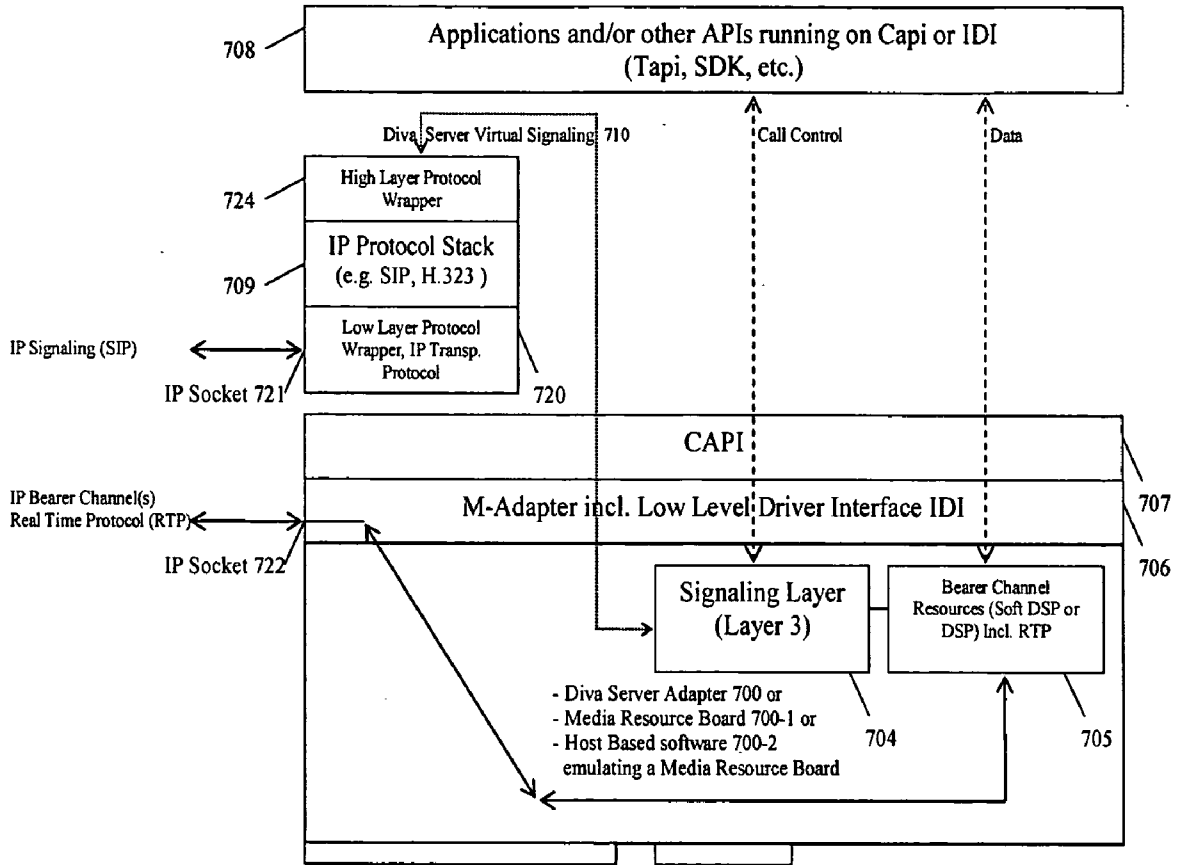 708
Applications and/or other APIs running on Capi or IDI
(Tapi, SDK, etc.)
Diva Server Virtual Signaling 710
Call Control
Data
724
High Layer Protocol
Wrapper
709
IP Protocol Stack
(e.g. SIP, H.323 )
IP Signaling (SIP)
Low Layer Protocol
Wrapper, IP Transp.
Protocol
IP Socket 721
720
CAPI
707
IP Bearer Channel(s)
Real Time Protocol (RTP)
M-Adapter incl. Low Level Driver Interface IDI
IP Socket 722
706
Signaling Layer
(Layer 3)
Bearer Channel
Resources (Soft DSP or
DSP) Incl. RTP
- Diva Server Adapter 700 or
- Media Resource Board 700-1 or
- Host Based software 700-2
emulating a Media Resource Board
704
705